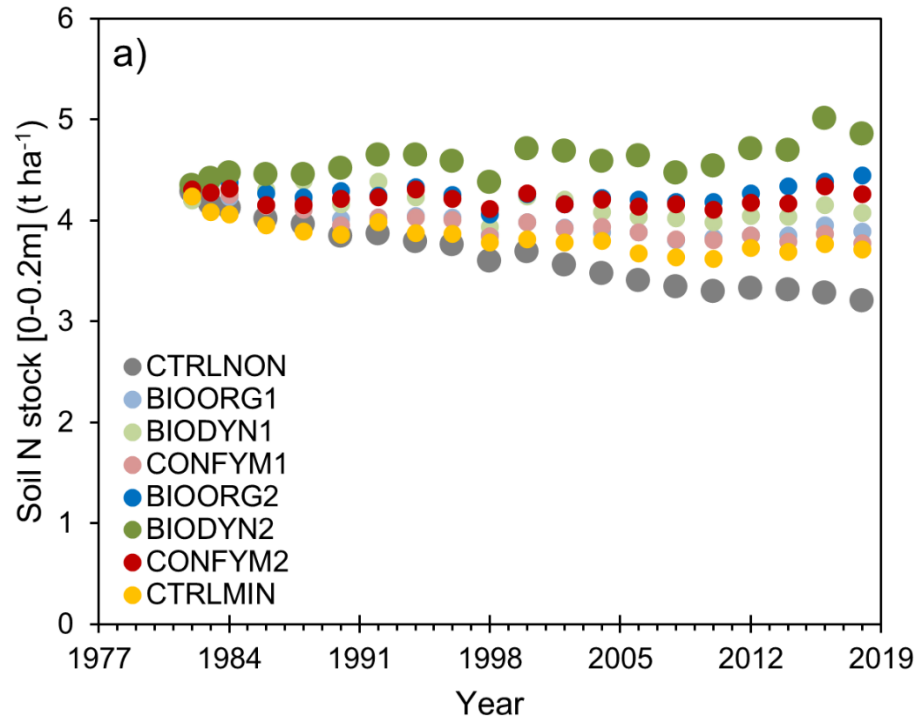 a)
Soil N stock [0-0.2m] (t ha⁻¹)
6
5
4
3
2
1
0
CTRLNON
BIOORG1
BIODYN1
CONFYM1
BIOORG2
BIODYN2
CONFYM2
CTRLMIN
1977 1984 1991 1998 2005 2012 2019
Year